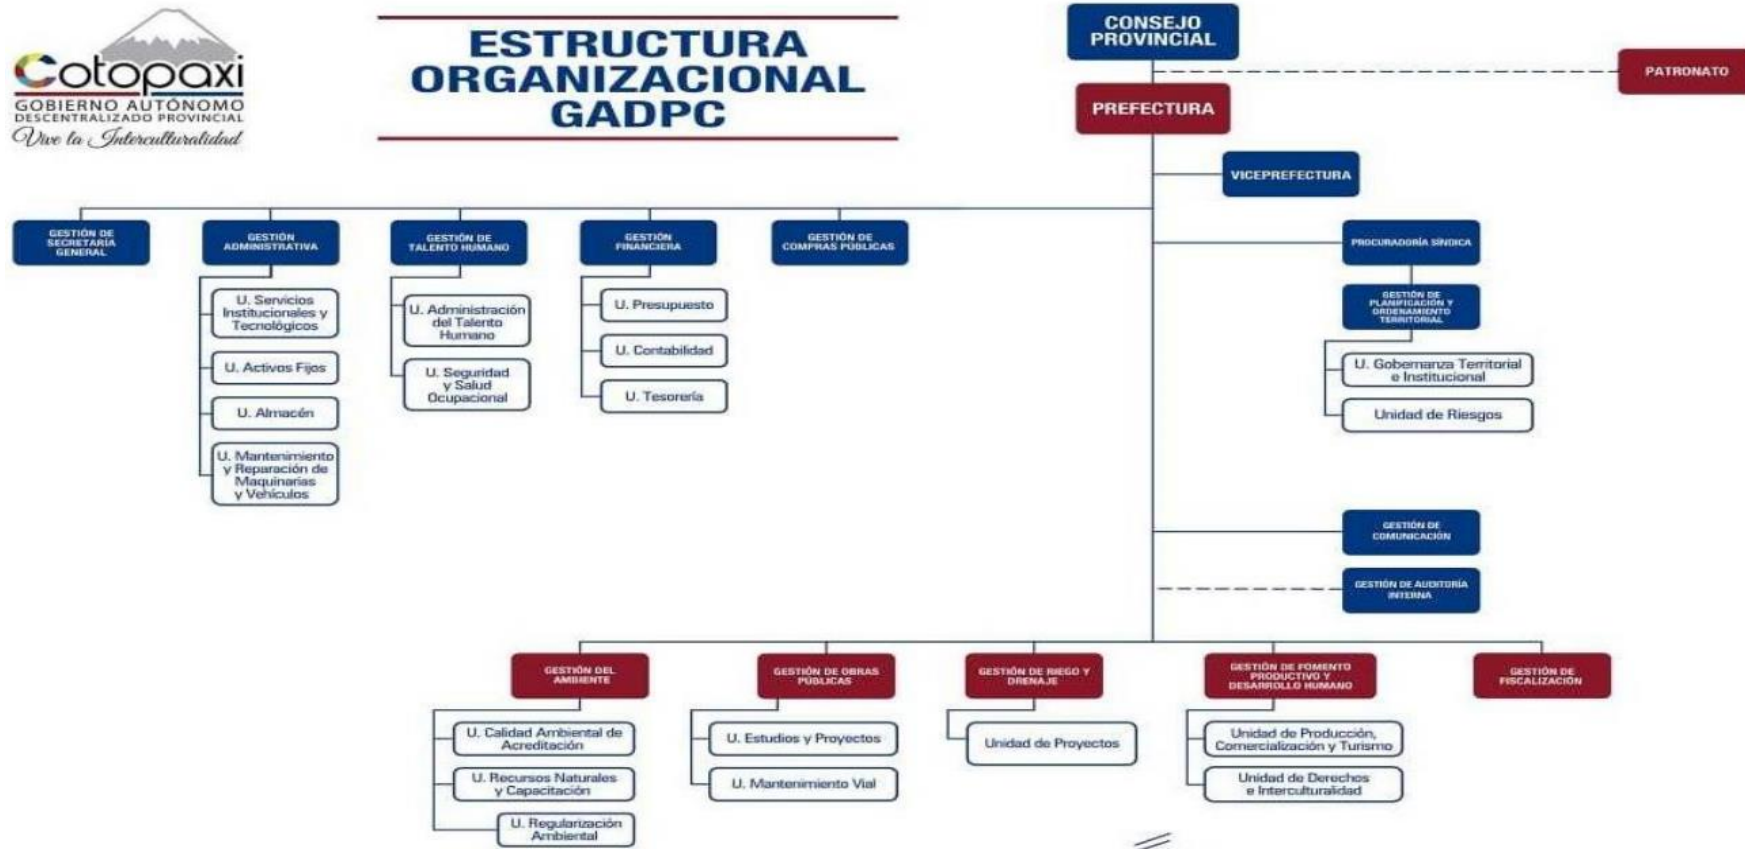 Cotopaxi
GOBIERNO AUTÓNOMO
DESCENTRALIZADO PROVINCIAL
Vive la Interculturalidad
ESTRUCTURA
ORGANIZACIONAL
GADPC
CONSEJO
PROVINCIAL
PATRONATO
PREFECTURA
VICEPREFECTURA
GESTIÓN DE
SECRETARÍA
GENERAL
GESTIÓN
ADMINISTRATIVA
GESTIÓN DE
TALENTO HUMANO
GESTIÓN
FINANCIERA
GESTIÓN DE
COMPRAS PÚBLICAS
PROCURADORÍA SÍNDICA
U. Servicios
Institucionales y
Tecnológicos
U. Activos Fijos
U. Almacén
U. Mantenimiento
y Reparación de
Maquinarias
y Vehículos
U. Administración
del Talento
Humano
U. Seguridad
y Salud
Ocupacional
U. Presupuesto
U. Contabilidad
U. Tesorería
GESTIÓN DE
PLANIFICACIÓN Y
ORDENAMIENTO
TERRITORIAL
U. Gobernanza Territorial
e Institucional
Unidad de Riesgos
GESTIÓN DE
COMUNICACIÓN
GESTIÓN DE AUDITORÍA
INTERNA
GESTIÓN DEL
AMBIENTE
GESTIÓN DE OBRAS
PÚBLICAS
GESTIÓN DE RIEGO Y
DRENAJE
GESTIÓN DE FOMENTO
PRODUCTIVO Y
DESARROLLO HUMANO
GESTIÓN DE
FISCALIZACIÓN
U. Calidad Ambiental de
Acreditación
U. Recursos Naturales
y Capacitación
U. Regularización
Ambiental
U. Estudios y Proyectos
U. Mantenimiento Vial
Unidad de Proyectos
Unidad de Producción,
Comercialización y Turismo
Unidad de Derechos
e Interculturalidad